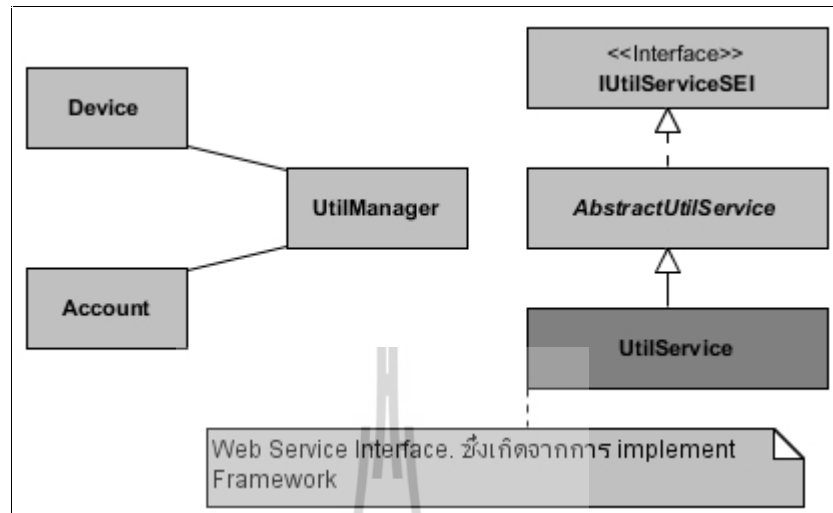 <<Interface>>
IUtilServiceSEI
Device
UtilManager
AbstractUtilService
Account
UtilService
Web Service Interface. ซึ่งเกิดจากการ implement
Framework